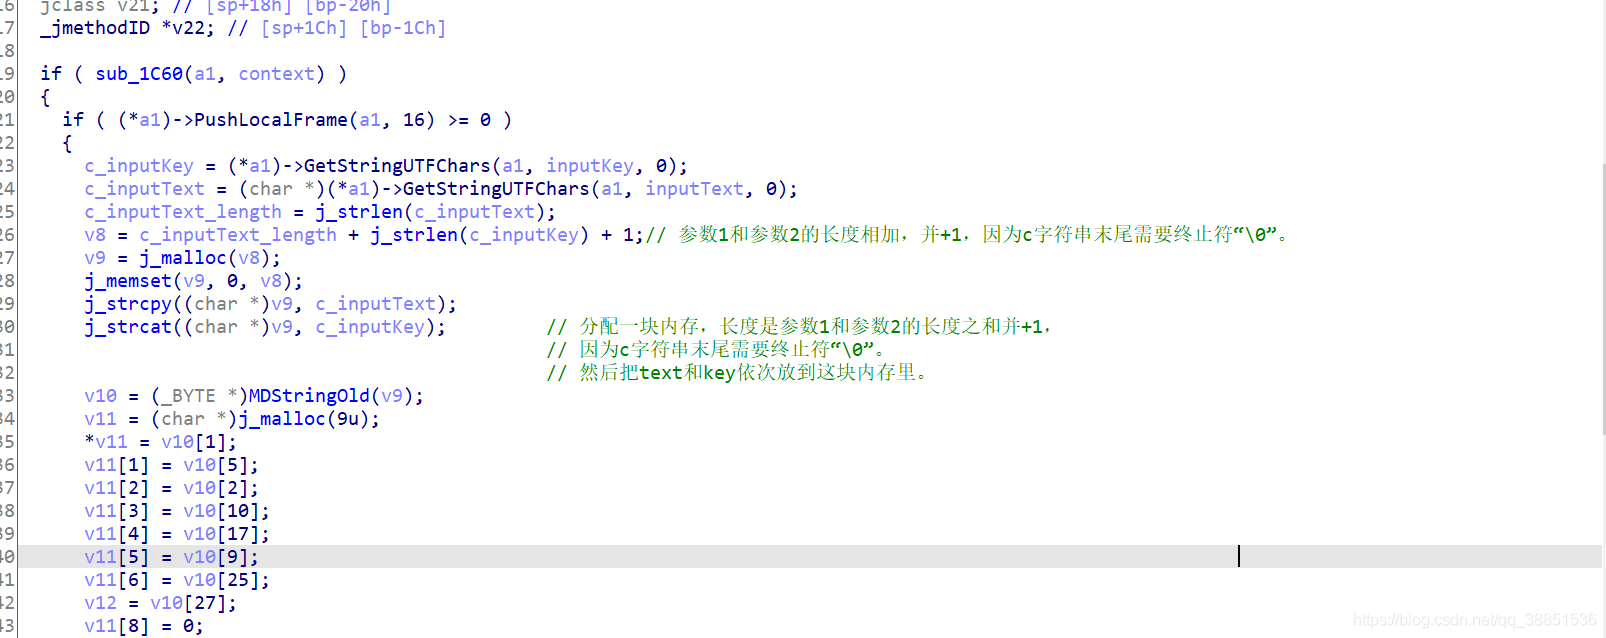 16 jclass v21; // [sp+18h] [bp-20h]
17 _jmethodID *v22; // [sp+1Ch] [bp-1Ch]
18
19 if ( sub_1C60(a1, context) )
20 {
21 if ( (*a1)->PushLocalFrame(a1, 16) >= 0 )
22 {
23 c_inputKey = (*a1)->GetStringUTFChars(a1, inputKey, 0);
24 c_inputText = (char *)(*a1)->GetStringUTFChars(a1, inputText, 0);
25 c_inputText_length = j_strlen(c_inputText);
26 v8 = c_inputText_length + j_strlen(c_inputKey) + 1;// 参数1和参数2的长度相加，并+1，因为c字符串末尾需要终止符“\0”。
27 v9 = j_malloc(v8);
28 j_memset(v9, 0, v8);
29 j_strcpy((char *)v9, c_inputText);
30 j_strcat((char *)v9, c_inputKey); // 分配一块内存，长度是参数1和参数2的长度之和并+1，
31 // 因为c字符串末尾需要终止符“\0”。
32 // 然后把text和key依次放到这块内存里。
33 v10 = (_BYTE *)MDStringOld(v9);
34 v11 = (char *)j_malloc(9u);
35 *v11 = v10[1];
36 v11[1] = v10[5];
37 v11[2] = v10[2];
38 v11[3] = v10[10];
39 v11[4] = v10[17];
40 v11[5] = v10[9];
41 v11[6] = v10[25];
42 v12 = v10[27];
43 v11[8] = 0;
https://blog.csdn.net/qq_38851536